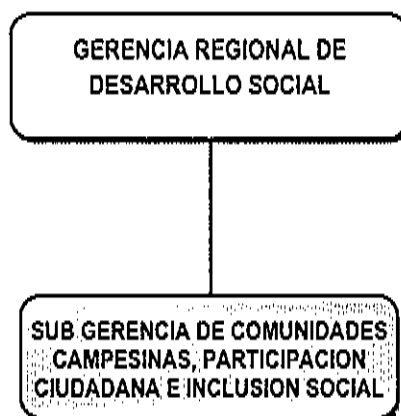 GERENCIA REGIONAL DE
DESARROLLO SOCIAL
SUB GERENCIA DE COMUNIDADES
CAMPESINAS, PARTICIPACION
CIUDADANA E INCLUSION SOCIAL